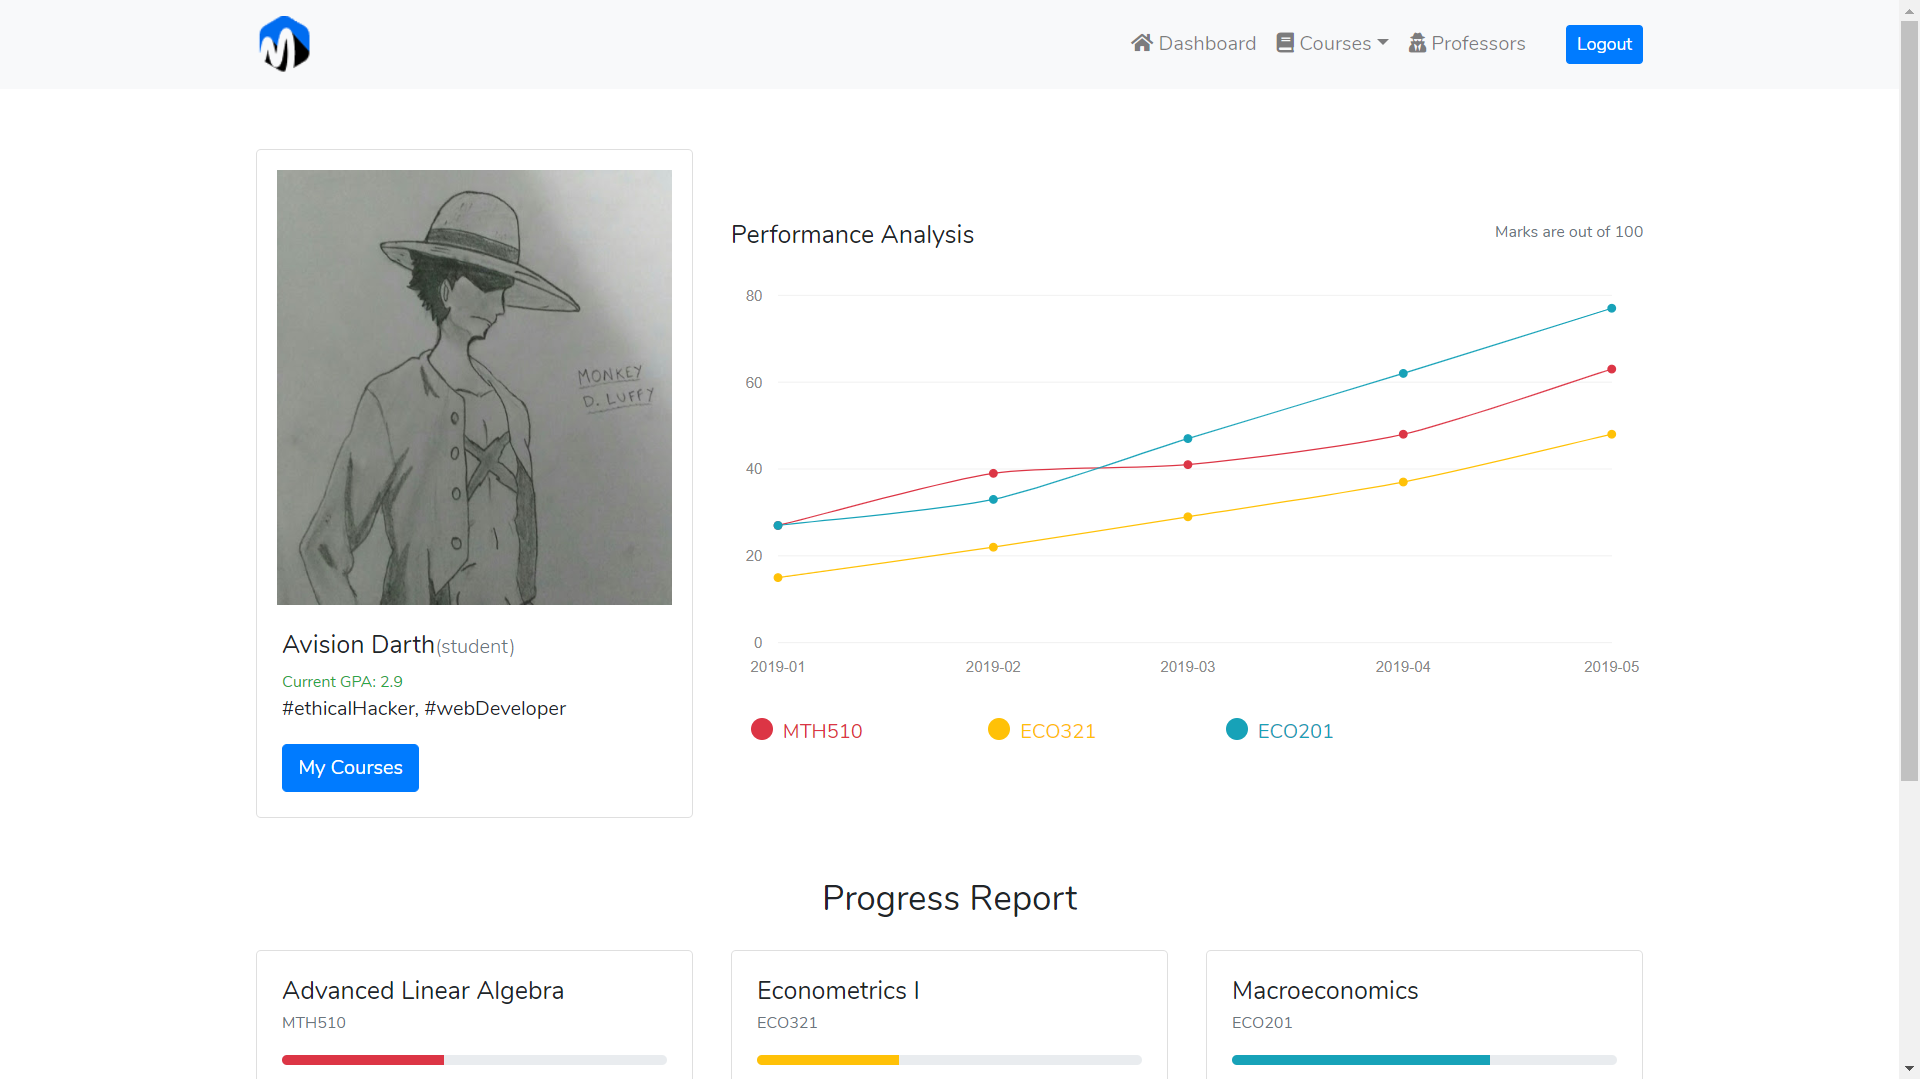 Dashboard Courses Professors Logout
MONKEY
D. LUFFY
Avision Darth(student)
Current GPA: 2.9
#ethicalHacker, #webDeveloper
My Courses
Performance Analysis
Marks are out of 100
80
60
40
20
0
2019-01 2019-02 2019-03 2019-04 2019-05
MTH510 ECO321 ECO201
Progress Report
Advanced Linear Algebra
MTH510
Econometrics I
ECO321
Macroeconomics
ECO201